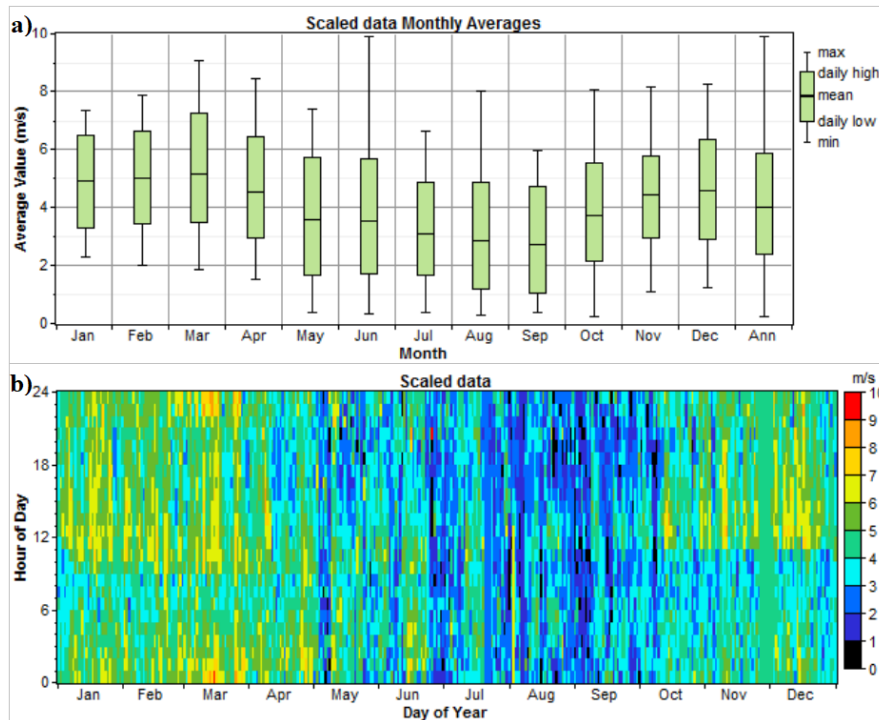 a)
Scaled data Monthly Averages
10
8
6
4
2
0
Average Value (m/s)
Jan Feb Mar Apr May Jun Jul Aug Sep Oct Nov Dec Ann
Month
max
daily high
mean
daily low
min
b)
Scaled data
24
18
12
6
0
Hour of Day
Jan Feb Mar Apr May Jun Jul Aug Sep Oct Nov Dec
Day of Year
m/s
10
9
8
7
6
5
4
3
2
1
0